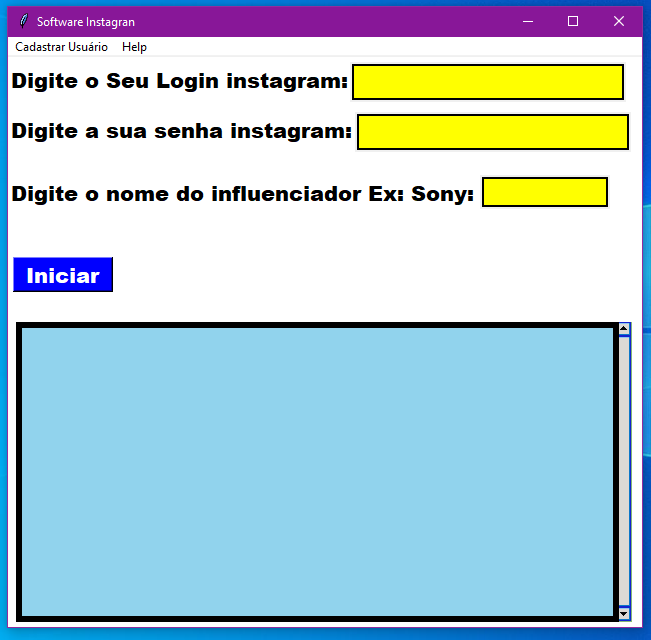 Software Instagran
Cadastrar Usuário Help
Digite o Seu Login instagram:
Digite a sua senha instagram:
Digite o nome do influenciador Ex: Sony:
Iniciar